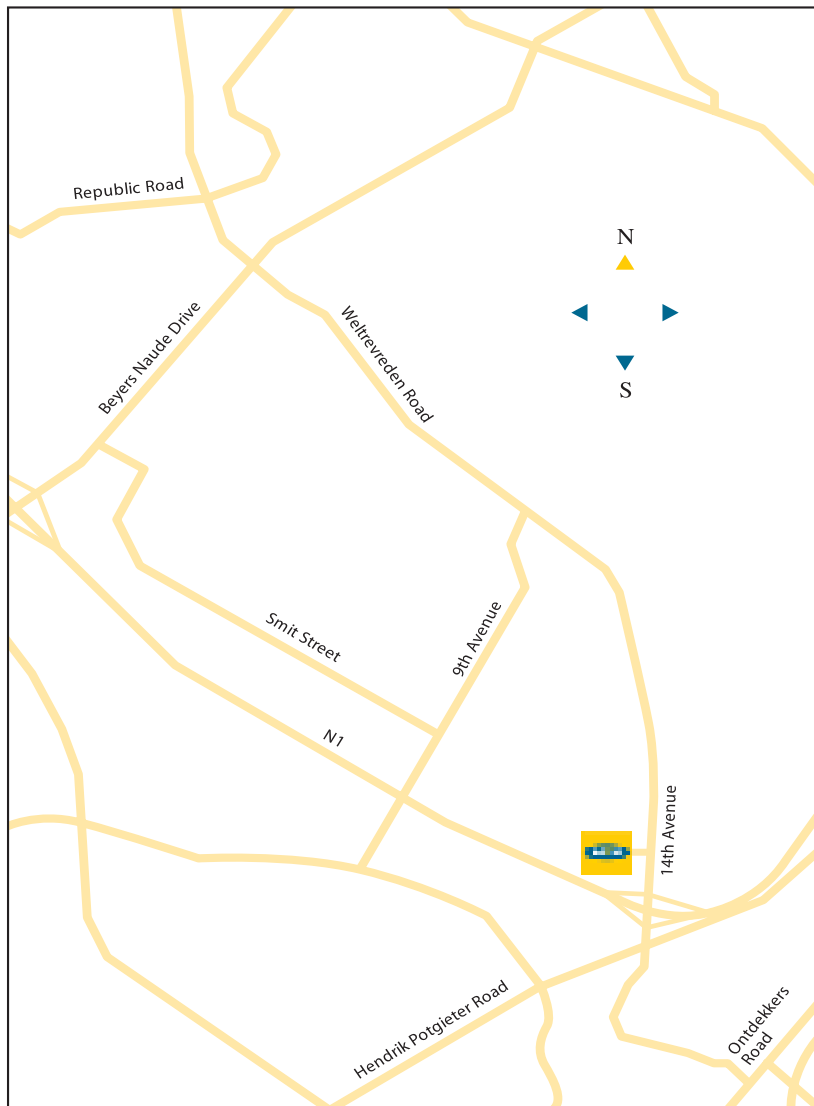 Republic Road
N
S
Beyers Naude Drive
Weltrevreden Road
Smit Street
9th Avenue
N1
14th Avenue
Hendrik Potgieter Road
Ontdekkers
Road